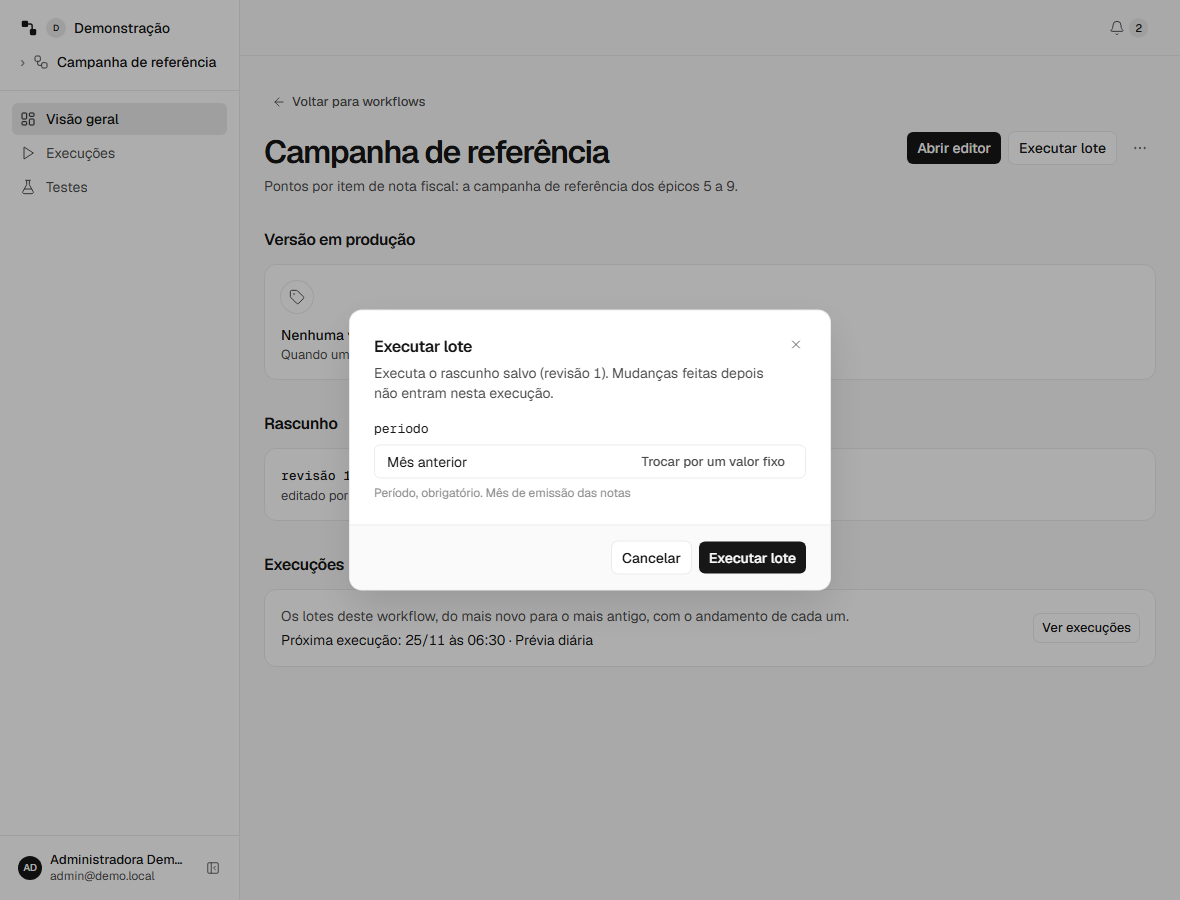 D Demonstração
Campanha de referência
2
Visão geral
Execuções
Testes
Voltar para workflows
Campanha de referência
Abrir editor
Executar lote
Pontos por item de nota fiscal: a campanha de referência dos épicos 5 a 9.
Versão em produção
Nenhuma
Quando um
Rascunho
revisão 1
editado por
Executar lote
Executa o rascunho salvo (revisão 1). Mudanças feitas depois
não entram nesta execução.
periodo
Mês anterior
Trocar por um valor fixo
Período, obrigatório. Mês de emissão das notas
Cancelar
Executar lote
Execuções
Os lotes deste workflow, do mais novo para o mais antigo, com o andamento de cada um.
Próxima execução: 25/11 às 06:30 · Prévia diária
Ver execuções
AD
Administradora Dem...
admin@demo.local